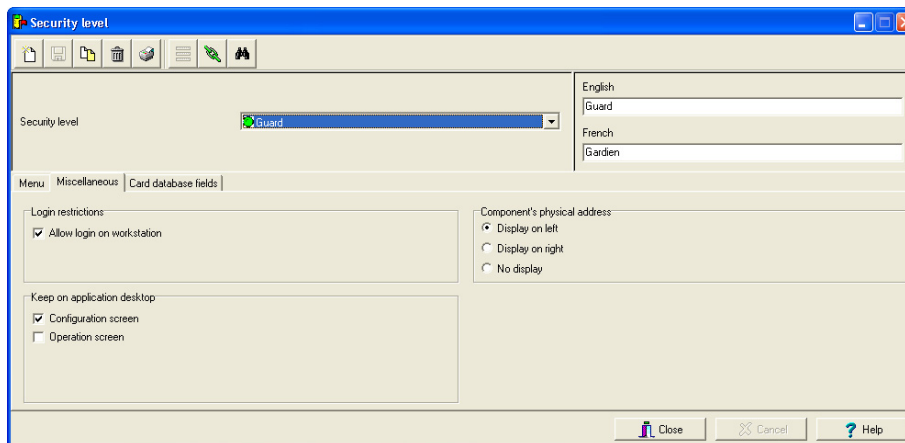 Security level
English
Guard
Security level
Guard
French
Gardien
Menu
Miscellaneous
Card database fields
Login restrictions
Allow login on workstation
Component's physical address
Display on left
Display on right
No display
Keep on application desktop
Configuration screen
Operation screen
Close
Cancel
? Help